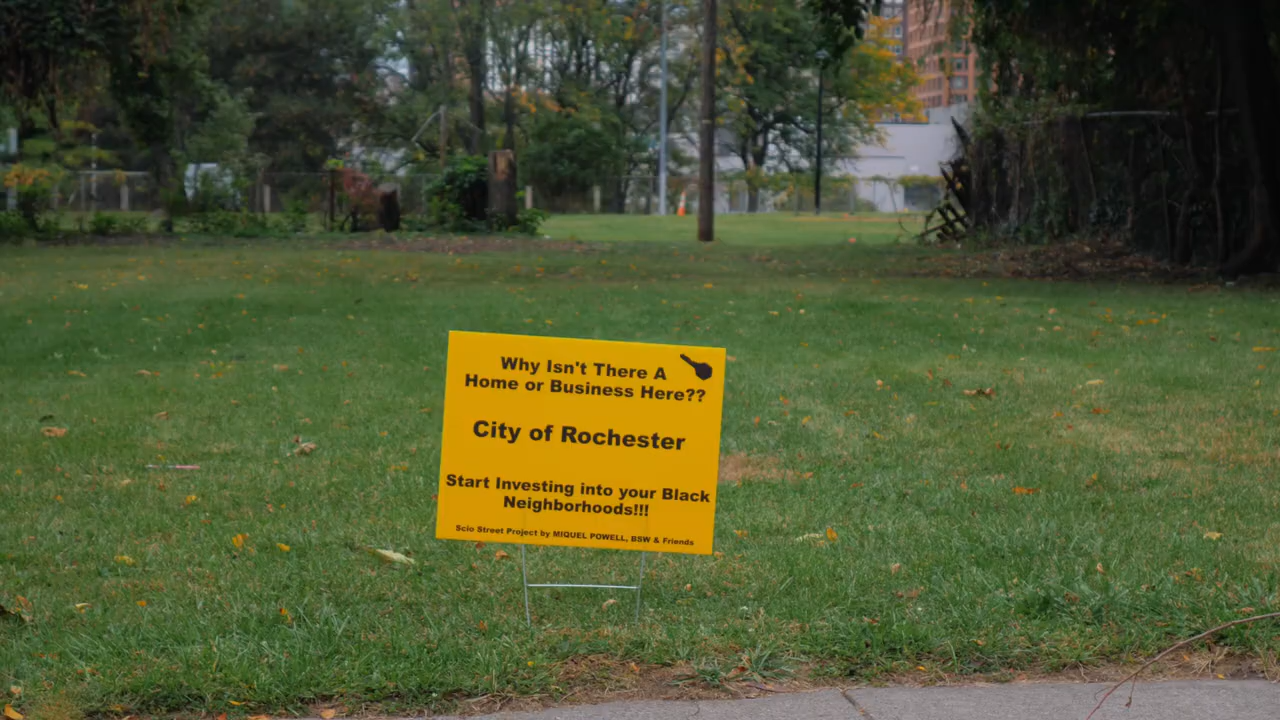 Why Isn't There A
Home or Business Here??
City of Rochester
Start Investing into your Black
Neighborhoods!!!
Scio Street Project by MIQUEL POWELL, BSW & Friends